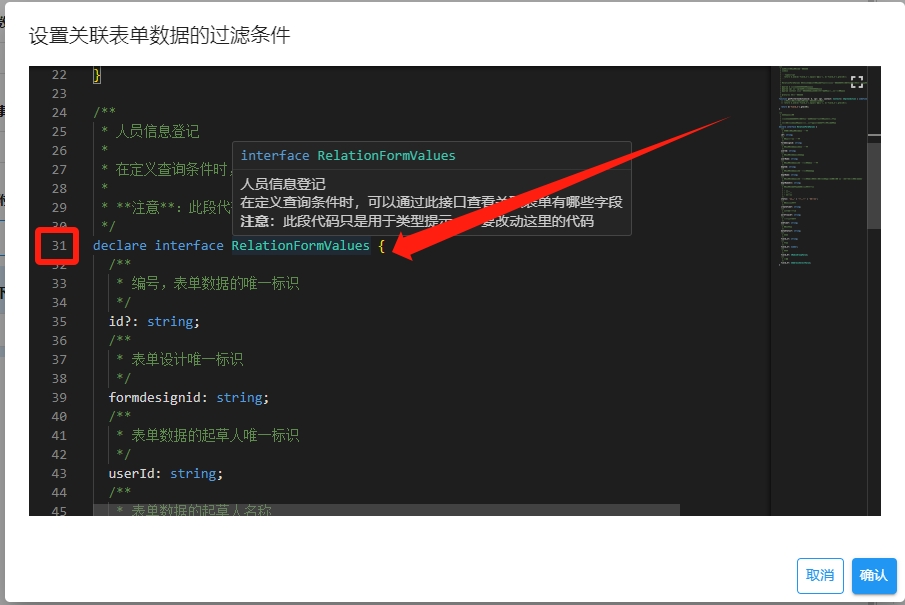 设置关联表单数据的过滤条件
22 }
23
24 /**
25 * 人员信息登记
26 *
27 * 在定义查询条件时，
28 *
29 * **注意**：此段代
30 */
interface RelationFormValues
人员信息登记
在定义查询条件时，可以通过此接口查看关联表单有哪些字段
注意：此段代码只是用于类型提示 要改动这里的代码
31 declare interface RelationFormValues {
32 /**
33 * 编号，表单数据的唯一标识
34 */
35 id?: string;
36 /**
37 * 表单设计唯一标识
38 */
39 formdesignid: string;
40 /**
41 * 表单数据的起草人唯一标识
42 */
43 userId: string;
44 /**
45 * 表单数据的起草人名称
取消
确认